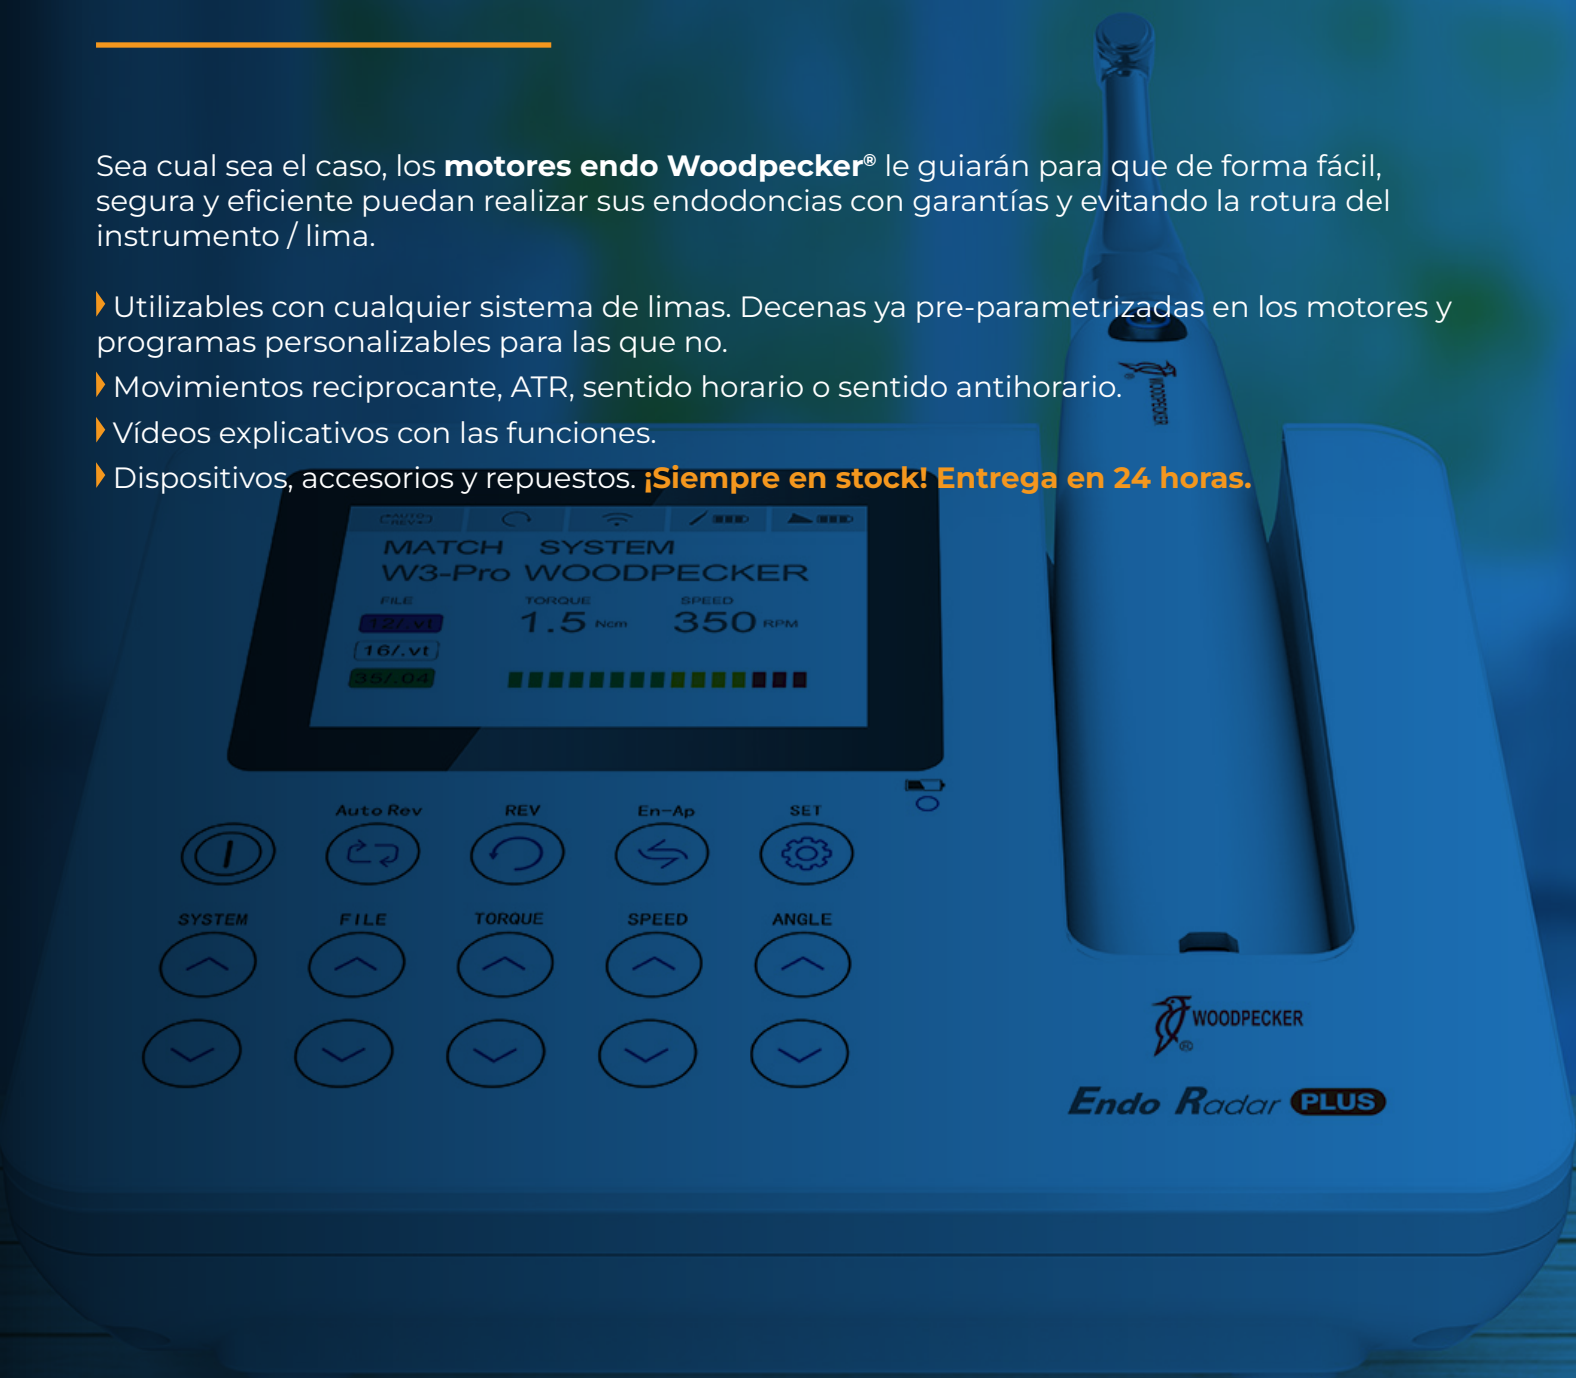 Sea cual sea el caso, los motores endo Woodpecker® le guiarán para que de forma fácil,
segura y eficiente puedan realizar sus endodoncias con garantías y evitando la rotura del
instrumento / lima.
Utilizables con cualquier sistema de limas. Decenas ya pre-parametrizadas en los motores y
programas personalizables para las que no.
Movimientos reciprocante, ATR, sentido horario o sentido antihorario.
Vídeos explicativos con las funciones.
Dispositivos, accesorios y repuestos. ¡Siempre en stock! Entrega en 24 horas.
WOODPECKER
®
AUTO
REV
MATCH SYSTEM
W3-Pro WOODPECKER
FILE TORQUE SPEED
12/.vt 1.5 Ncm 350 RPM
16/.vt
35/.04
Auto Rev REV En-Ap SET
SYSTEM FILE TORQUE SPEED ANGLE
WOODPECKER
®
Endo Radar PLUS